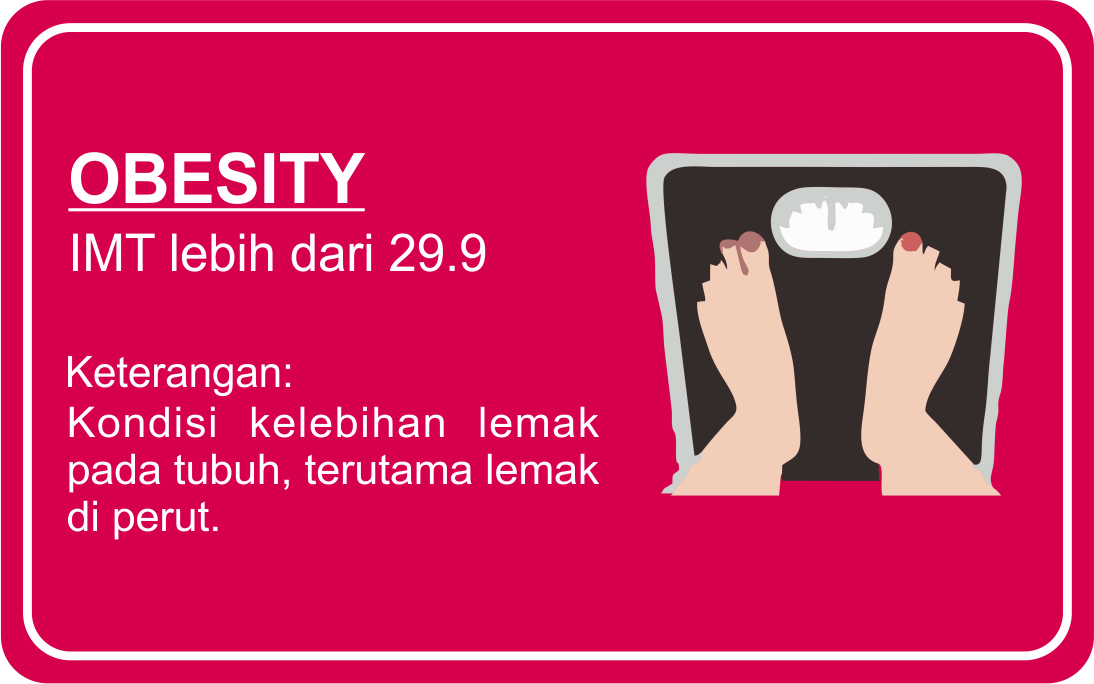 OBESITY
IMT lebih dari 29.9
Keterangan:
Kondisi kelebihan lemak
pada tubuh, terutama lemak
di perut.